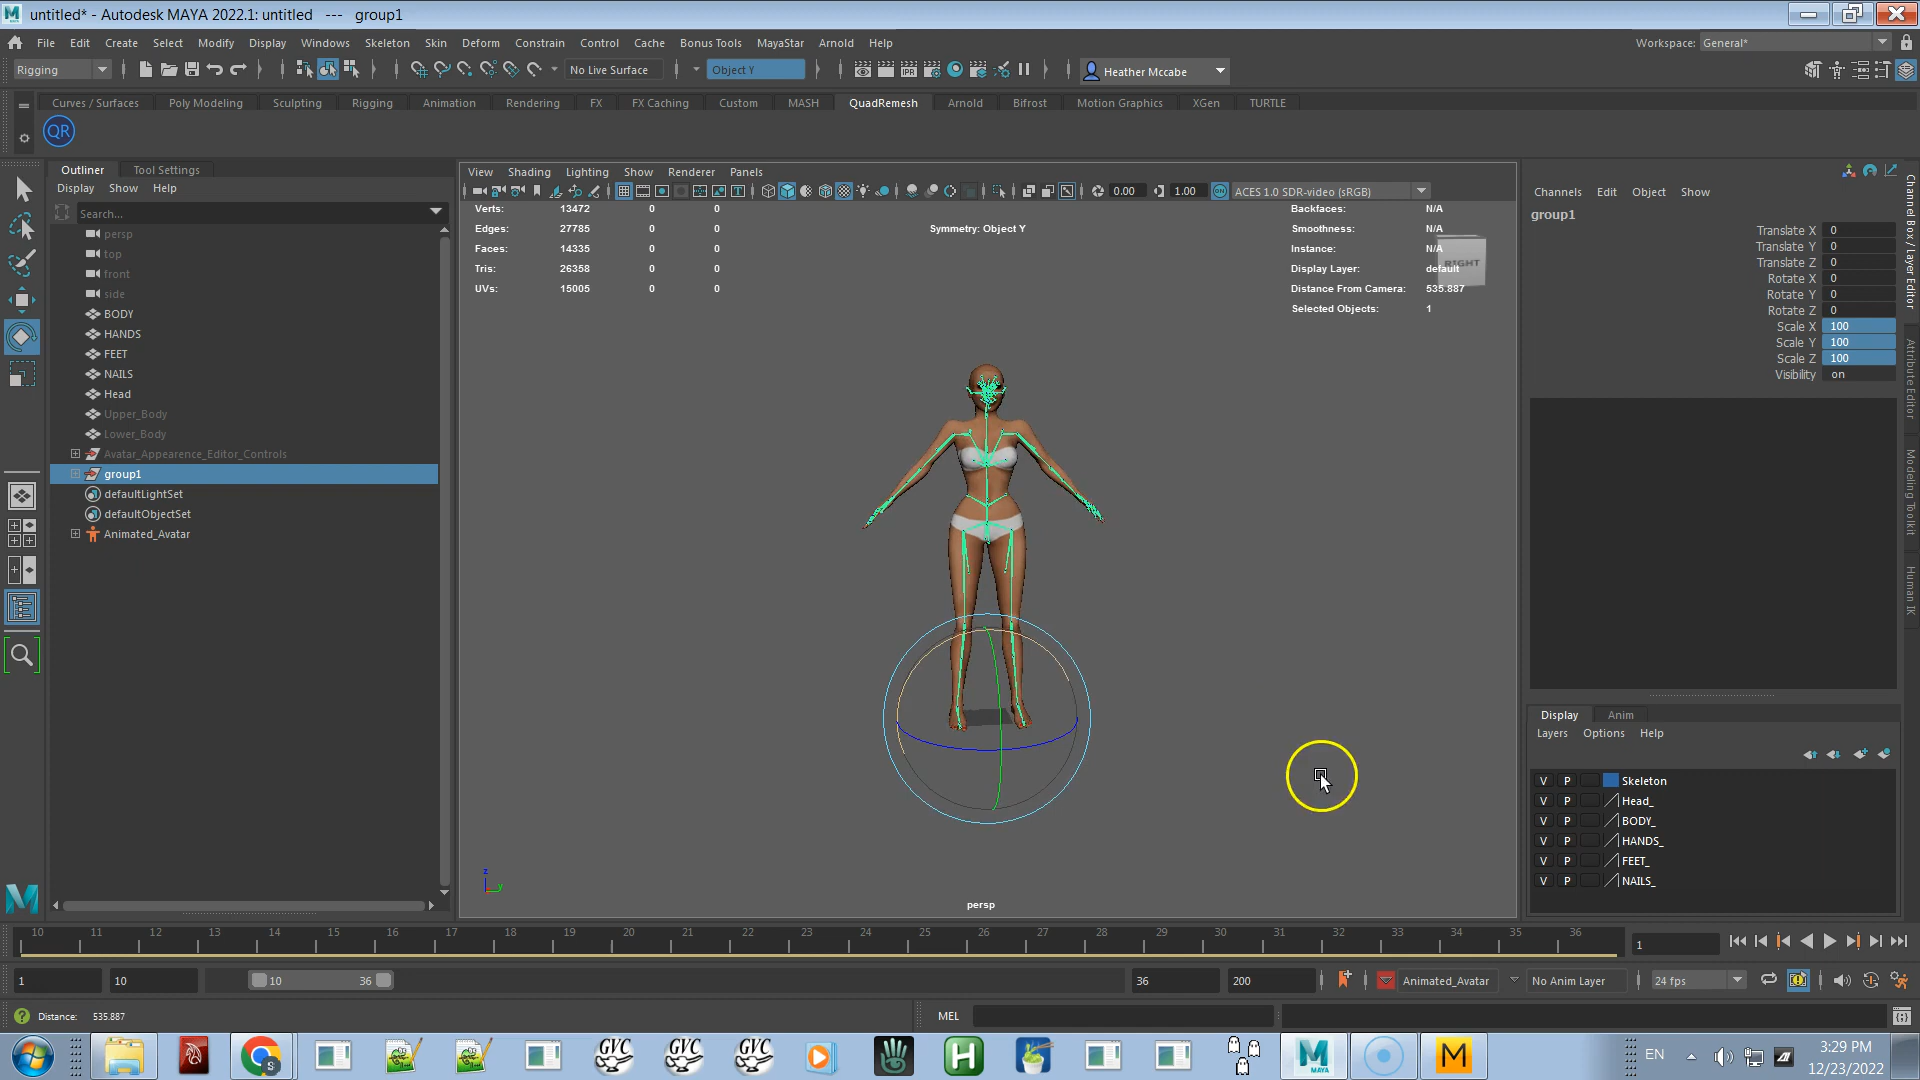 untitled* - Autodesk MAYA 2022.1: untitled --- group1
File Edit Create Select Modify Display Windows Skeleton Skin Deform Constrain Control Cache Bonus Tools MayaStar Arnold Help
Workspace: General*
Rigging No Live Surface Object Y IPR Heather Mccabe
Curves / Surfaces Poly Modeling Sculpting Rigging Animation Rendering FX FX Caching Custom MASH QuadRemesh Arnold Bifrost Motion Graphics XGen TURTLE
QR
Outliner Tool Settings
Display Show Help
Search...
persp
top
front
side
BODY
HANDS
FEET
NAILS
Head
Upper_Body
Lower_Body
Avatar_Appearence_Editor_Controls
group1
defaultLightSet
defaultObjectSet
Animated_Avatar
View Shading Lighting Show Renderer Panels
0.00 1.00 ON ACES 1.0 SDR-video (sRGB)
Verts: 13472 0 0
Edges: 27785 0 0
Faces: 14335 0 0
Tris: 26358 0 0
UVs: 15005 0 0
Symmetry: Object Y
Backfaces: N/A
Smoothness: N/A
Instance: N/A
Display Layer: default
Distance From Camera: 535.887
Selected Objects: 1
RIGHT
z
y
persp
Channels Edit Object Show
group1
Translate X 0
Translate Y 0
Translate Z 0
Rotate X 0
Rotate Y 0
Rotate Z 0
Scale X 100
Scale Y 100
Scale Z 100
Visibility on
Channel Box / Layer Editor
Attribute Editor
Modeling Toolkit
Human IK
Display Anim
Layers Options Help
V P Skeleton
V P Head_
V P BODY_
V P HANDS_
V P FEET_
V P NAILS_
10 11 12 13 14 15 16 17 18 19 20 21 22 23 24 25 26 27 28 29 30 31 32 33 34 35 36
1
1 10 10 36 36 200 Animated_Avatar No Anim Layer 24 fps
Distance: 535.887
MEL
M
GVC GVC GVC H M MAYA M
EN
3:29 PM
12/23/2022